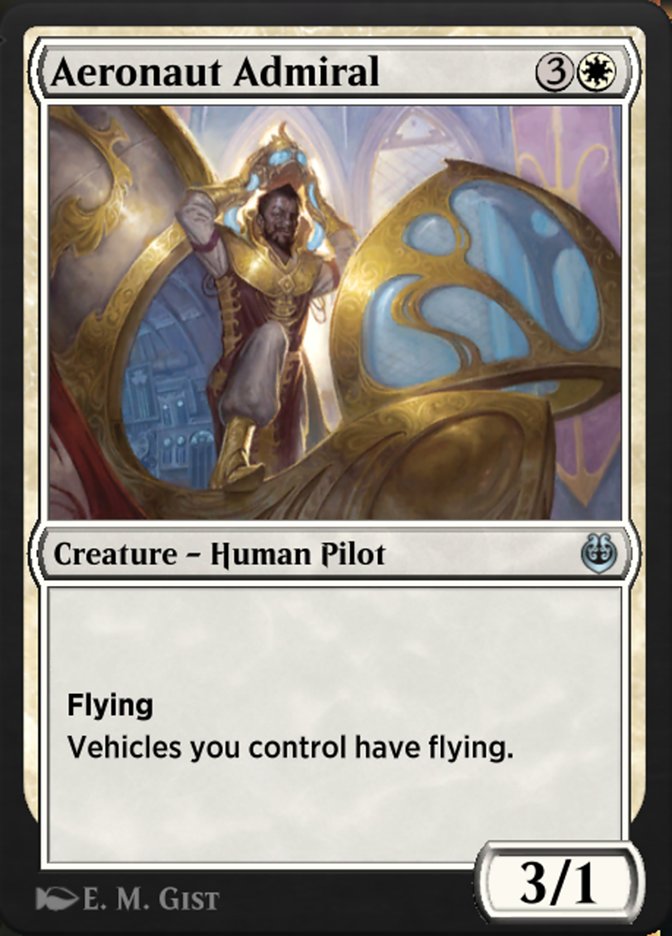 Aeronaut Admiral 3
Creature – Human Pilot
Flying
Vehicles you control have flying.
3/1
E. M. Gist